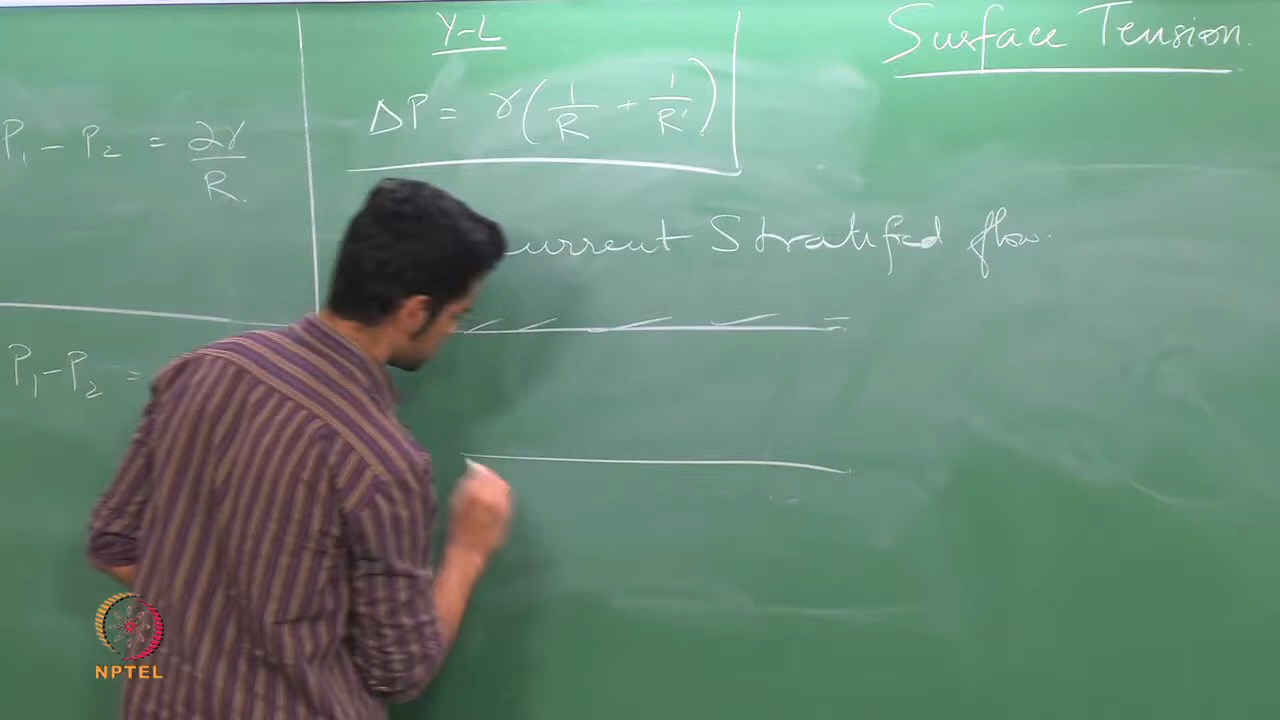 Surface Tension.
Y-L
ΔP = γ(1/R + 1/R')
P₁ - P₂ = 2γ/R.
urrent Stratified flow.
P₁-P₂ =
NPTEL